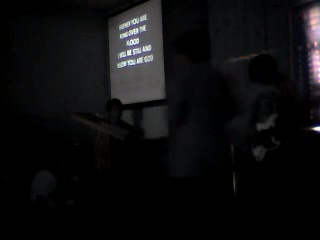 FATHER YOU ARE
KING OVER THE
FLOOD
I WILL BE STILL AND
KNOW YOU ARE GOD